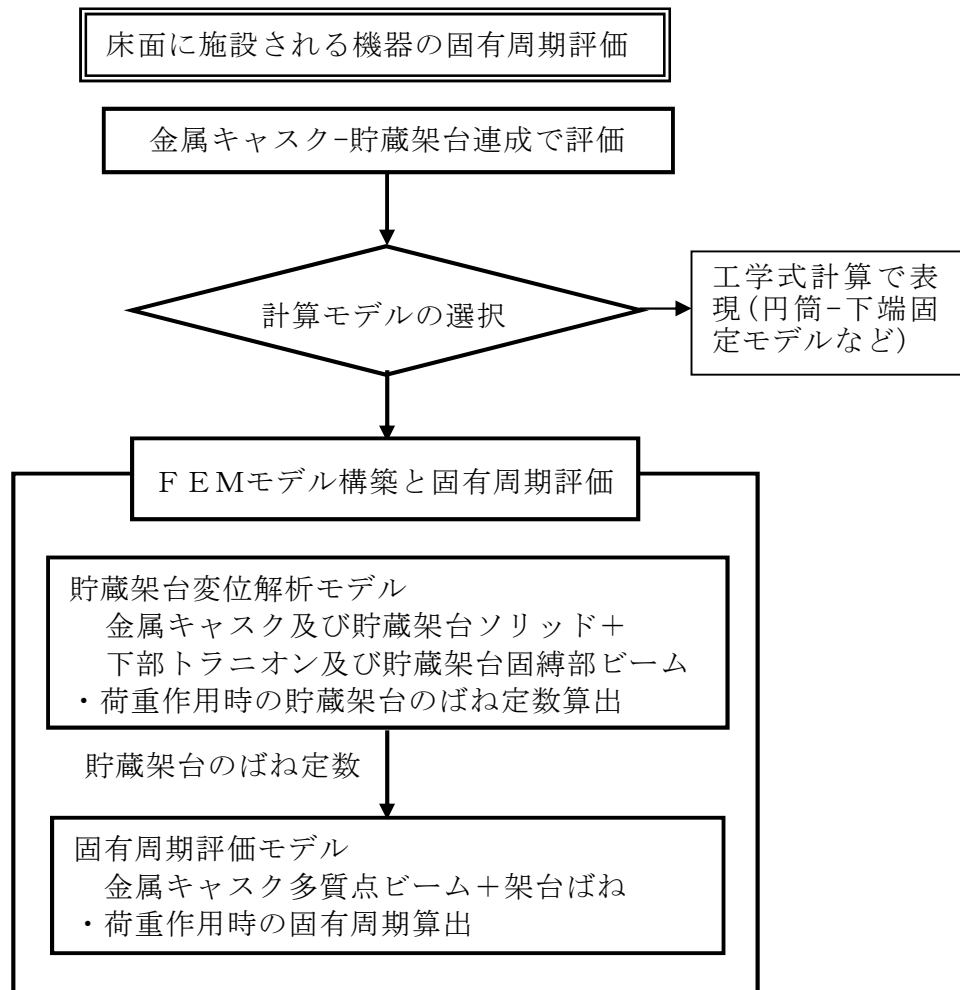 床面に施設される機器の固有周期評価
金属キャスク−貯蔵架台連成で評価
計算モデルの選択
工学式計算で表
現(円筒−下端固
定モデルなど)
ＦＥＭモデル構築と固有周期評価
貯蔵架台変位解析モデル
金属キャスク及び貯蔵架台ソリッド＋
下部トラニオン及び貯蔵架台固縛部ビーム
・荷重作用時の貯蔵架台のばね定数算出
貯蔵架台のばね定数
固有周期評価モデル
金属キャスク多質点ビーム＋架台ばね
・荷重作用時の固有周期算出